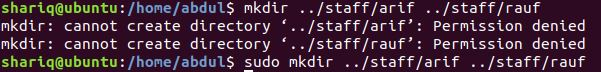 shariq@ubuntu:/home/abdul$ mkdir ../staff/arif ../staff/rauf
mkdir: cannot create directory ‘../staff/arif’: Permission denied
mkdir: cannot create directory ‘../staff/rauf’: Permission denied
shariq@ubuntu:/home/abdul$ sudo mkdir ../staff/arif ../staff/rauf